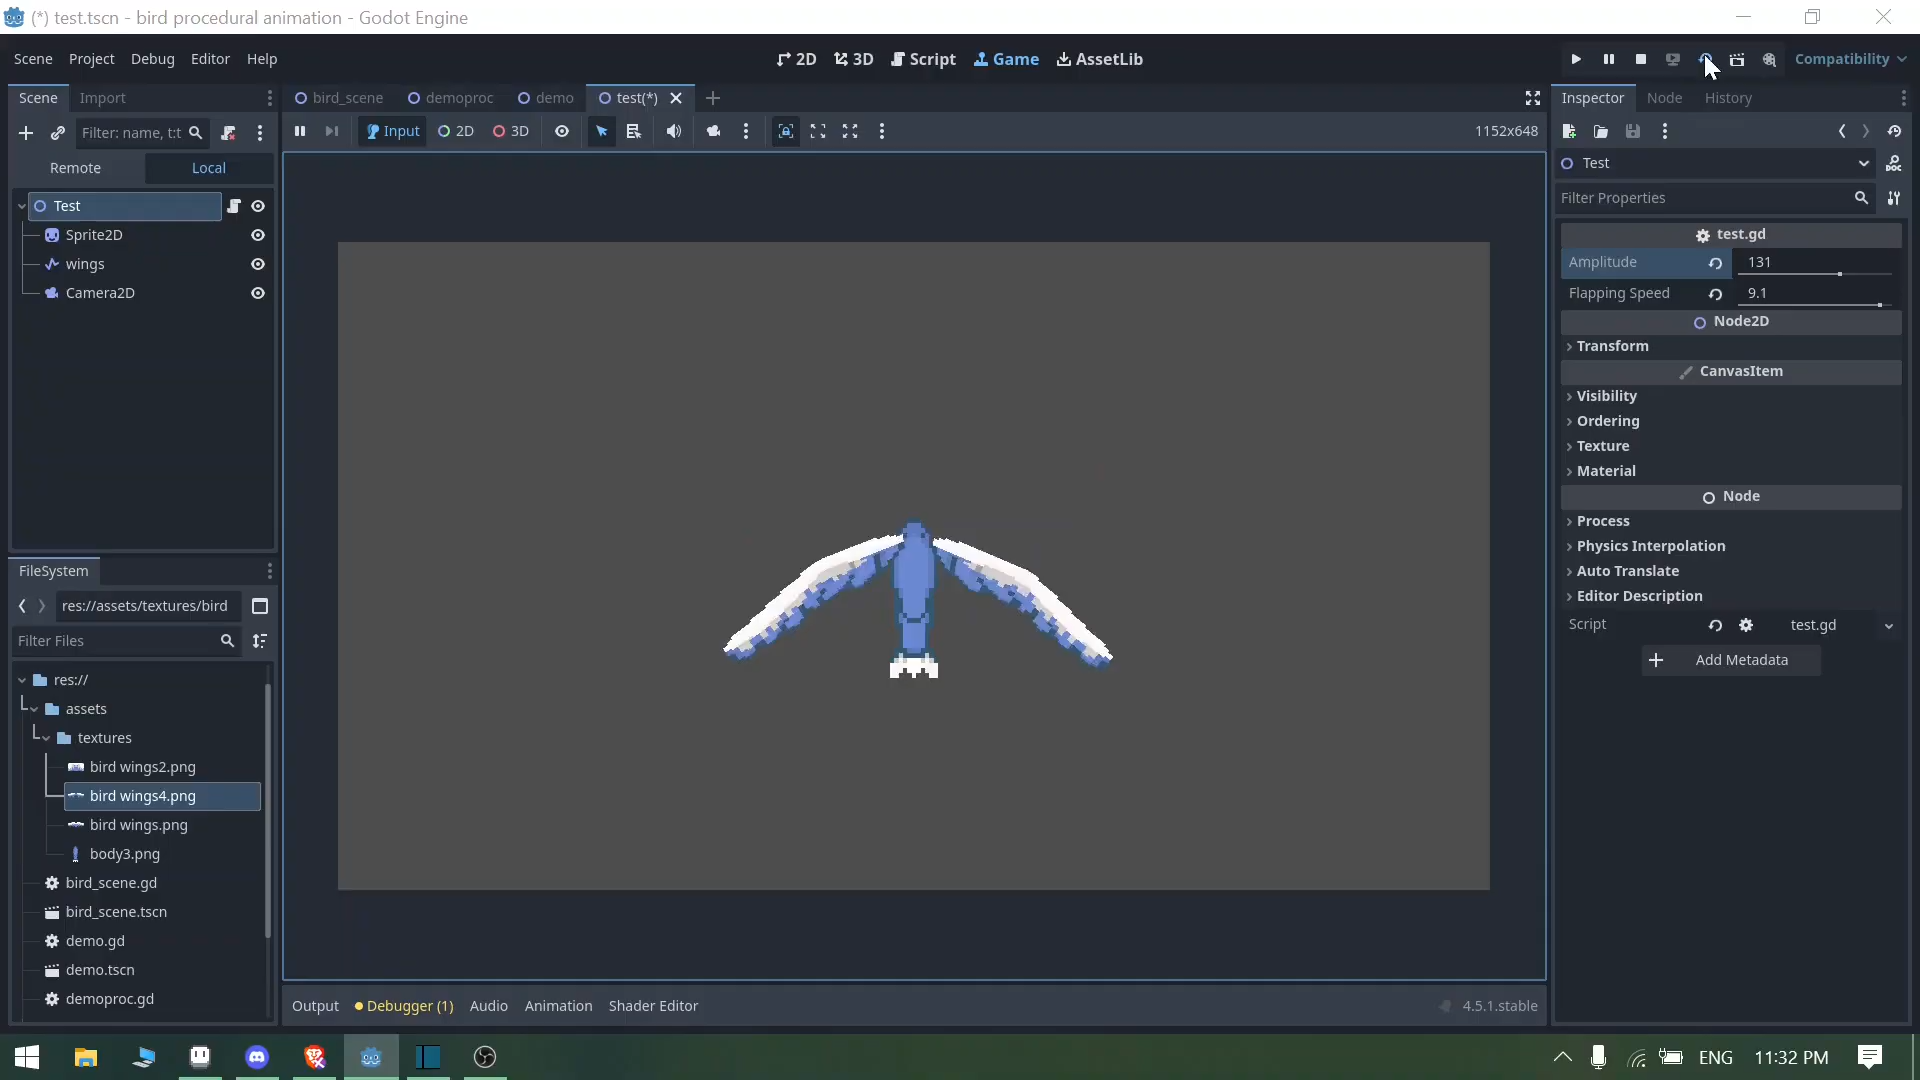 (*) test.tscn - bird procedural animation - Godot Engine
Scene Project Debug Editor Help
2D 3D Script Game AssetLib
Compatibility
Scene Import
bird_scene demoproc demo test(*)
Inspector Node History
Filter: name, t:t
Input 2D 3D
1152x648
Remote Local
Test
Sprite2D
wings
Camera2D
Test
Filter Properties
test.gd
Amplitude 131
Flapping Speed 9.1
Node2D
Transform
CanvasItem
Visibility
Ordering
Texture
Material
Node
Process
Physics Interpolation
Auto Translate
Editor Description
Script test.gd
Add Metadata
FileSystem
res://assets/textures/bird
Filter Files
res://
assets
textures
bird wings2.png
bird wings4.png
bird wings.png
body3.png
bird_scene.gd
bird_scene.tscn
demo.gd
demo.tscn
demoproc.gd
Output Debugger (1) Audio Animation Shader Editor
4.5.1.stable
ENG 11:32 PM